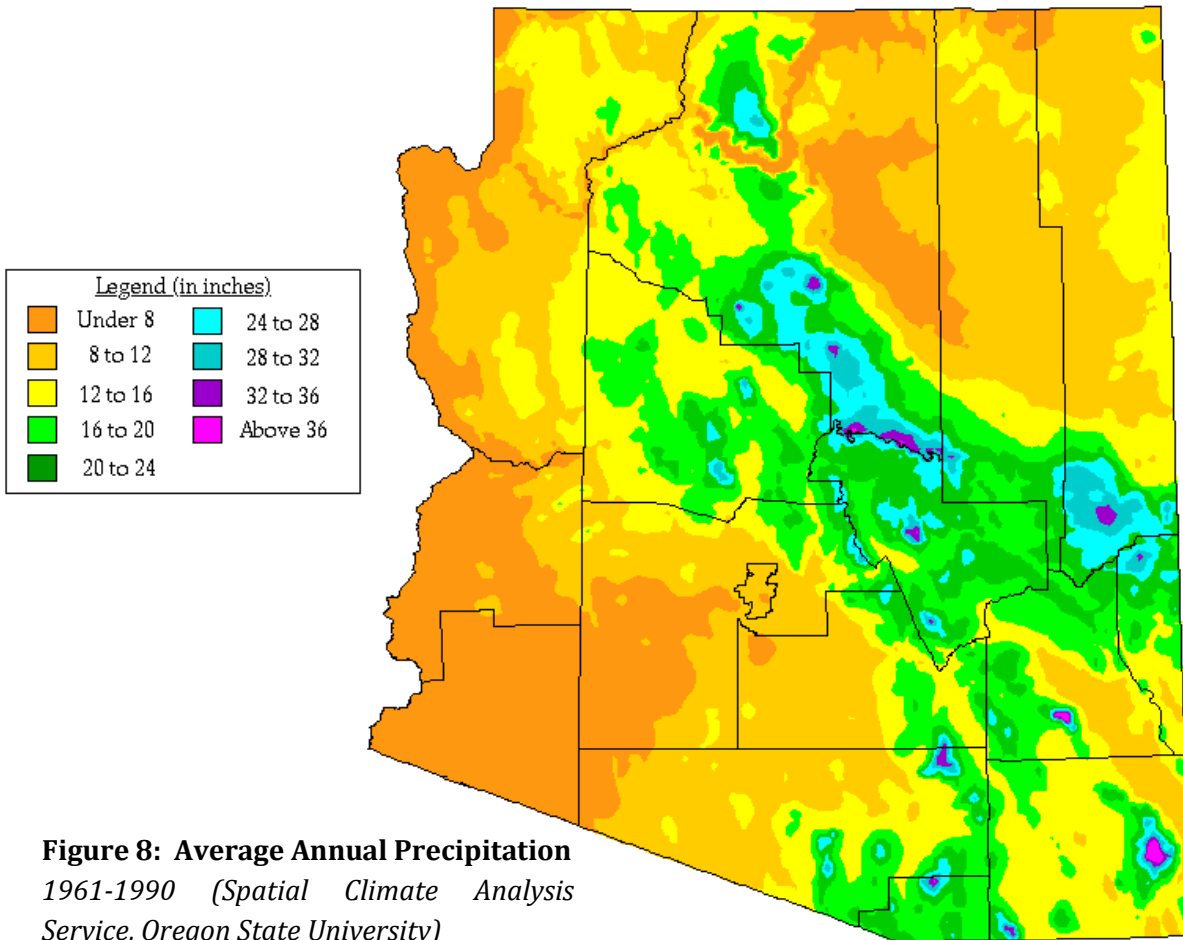 Legend (in inches)
Under 8
8 to 12
12 to 16
16 to 20
20 to 24
24 to 28
28 to 32
32 to 36
Above 36
Figure 8: Average Annual Precipitation
1961-1990 (Spatial Climate Analysis
Service, Oregon State University)